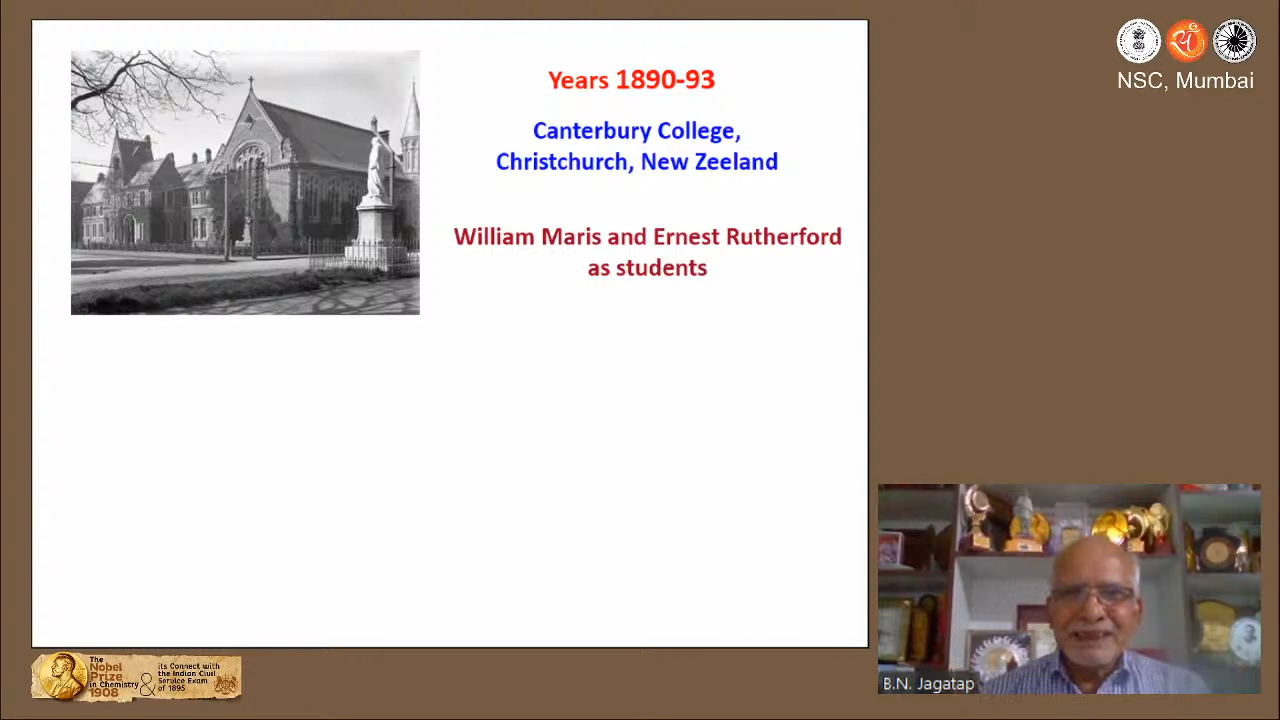 Years 1890-93
Canterbury College,
Christchurch, New Zeeland
William Maris and Ernest Rutherford
as students
NSC, Mumbai
The
Nobel
Prize
in Chemistry
1908
&
its Connect with
the Indian Civil
Service Exam
of 1895
B.N. Jagatap